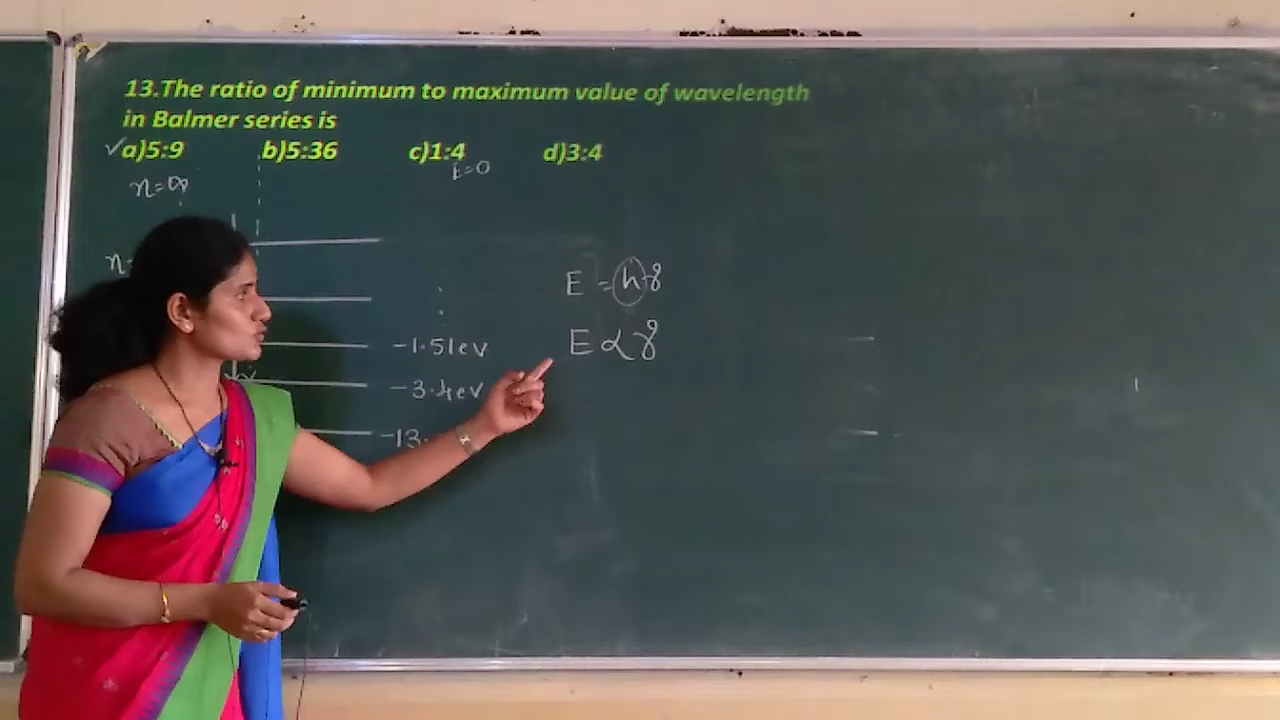 13.The ratio of minimum to maximum value of wavelength
in Balmer series is
✓a)5:9 b)5:36 c)1:4 d)3:4
E=0
n=∞
n
E = hγ
E ∝ γ
-1.51ev
-3.4ev
-13.